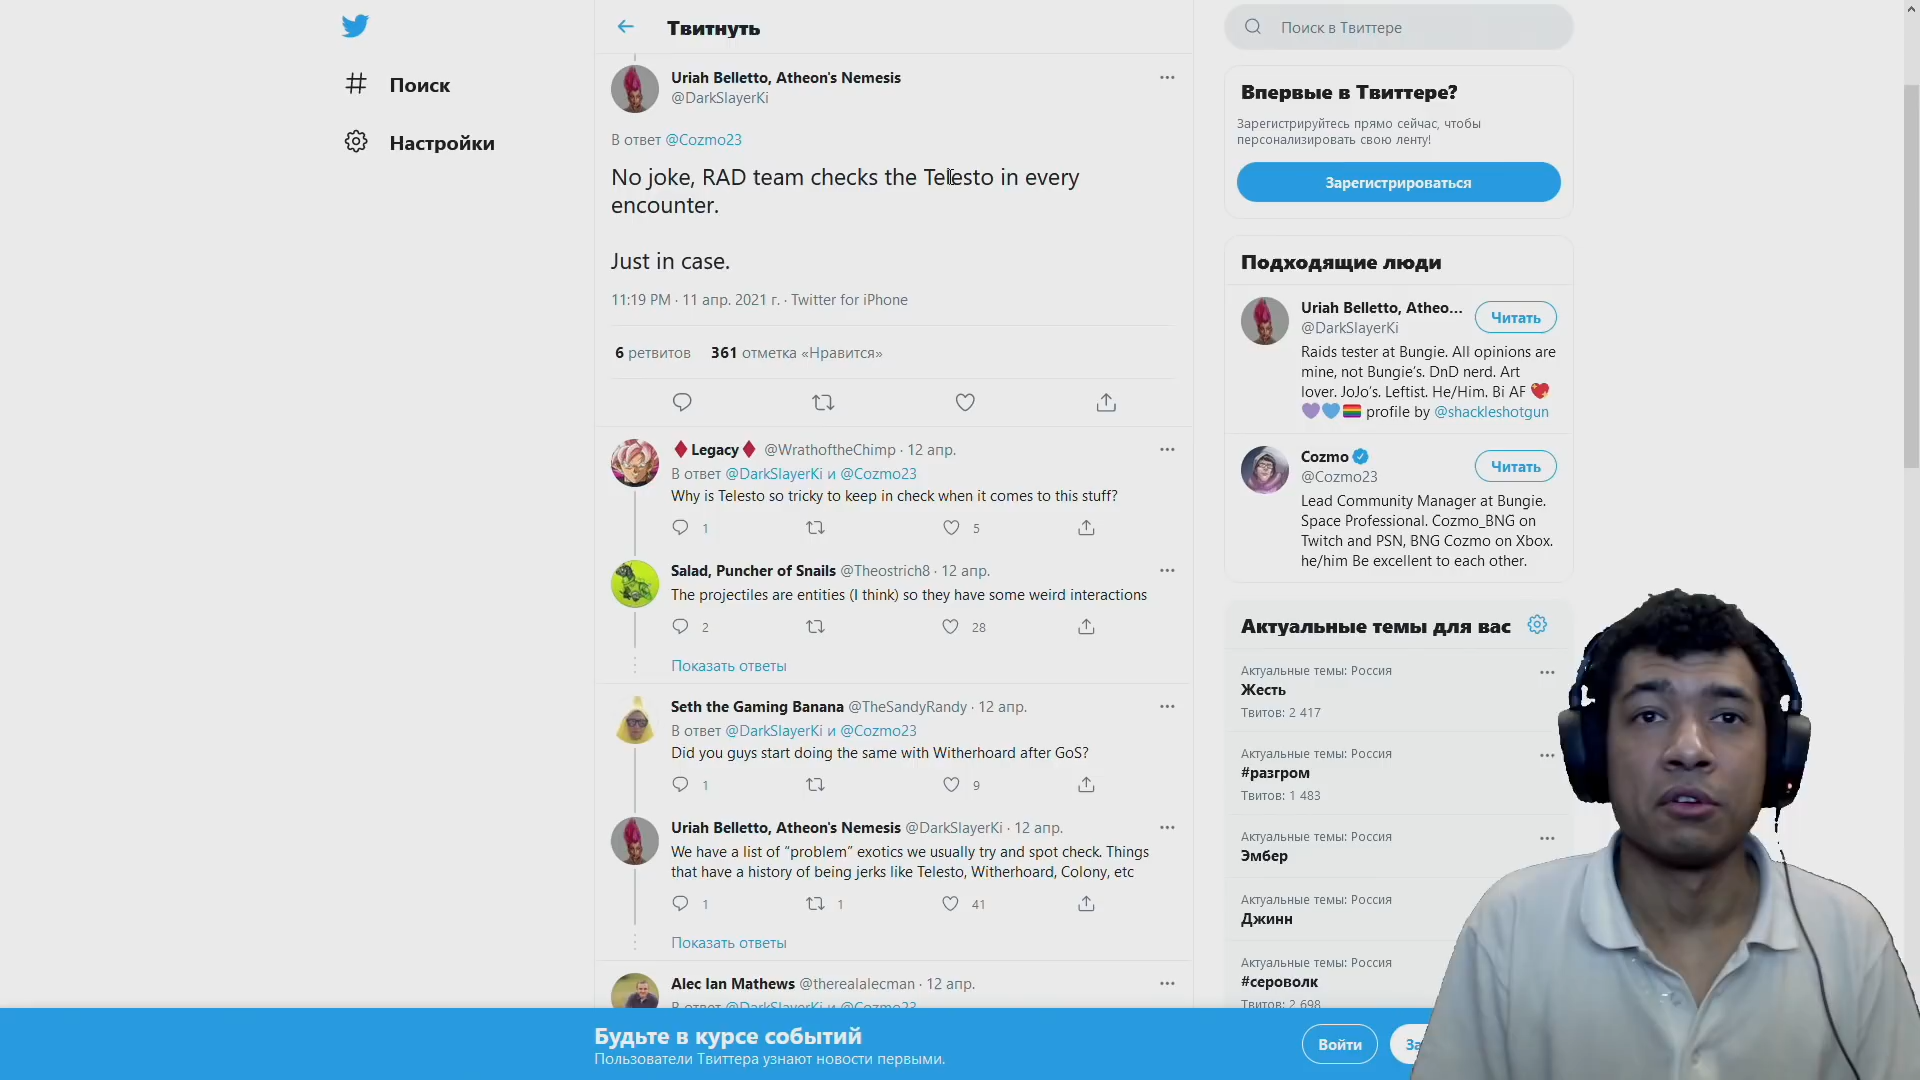 Твитнуть
Поиск
Настройки
Uriah Belletto, Atheon's Nemesis
@DarkSlayerKi
В ответ @Cozmo23
No joke, RAD team checks the Telesto in every
encounter.
Just in case.
11:19 PM · 11 апр. 2021 г. · Twitter for iPhone
6 ретвитов 361 отметка «Нравится»
Legacy @WrathoftheChimp · 12 апр.
В ответ @DarkSlayerKi и @Cozmo23
Why is Telesto so tricky to keep in check when it comes to this stuff?
1 5
Salad, Puncher of Snails @Theostrich8 · 12 апр.
The projectiles are entities (I think) so they have some weird interactions
2 28
Показать ответы
Seth the Gaming Banana @TheSandyRandy · 12 апр.
В ответ @DarkSlayerKi и @Cozmo23
Did you guys start doing the same with Witherhoard after GoS?
1 9
Uriah Belletto, Atheon's Nemesis @DarkSlayerKi · 12 апр.
We have a list of “problem” exotics we usually try and spot check. Things
that have a history of being jerks like Telesto, Witherhoard, Colony, etc
1 1 41
Показать ответы
Alec Ian Mathews @therealalecman · 12 апр.
В ответ @DarkSlayerKi и @Cozmo23
Поиск в Твиттере
Впервые в Твиттере?
Зарегистрируйтесь прямо сейчас, чтобы
персонализировать свою ленту!
Зарегистрироваться
Подходящие люди
Uriah Belletto, Atheo...
@DarkSlayerKi
Читать
Raids tester at Bungie. All opinions are
mine, not Bungie's. DnD nerd. Art
lover. JoJo's. Leftist. He/Him. Bi AF
profile by @shackleshotgun
Cozmo
@Cozmo23
Читать
Lead Community Manager at Bungie.
Space Professional. Cozmo_BNG on
Twitch and PSN, BNG Cozmo on Xbox.
he/him Be excellent to each other.
Актуальные темы для вас
Актуальные темы: Россия
Жесть
Твитов: 2 417
Актуальные темы: Россия
#разгром
Твитов: 1 483
Актуальные темы: Россия
Эмбер
Актуальные темы: Россия
Джинн
Актуальные темы: Россия
#сероволк
Твитов: 2 698
Будьте в курсе событий
Пользователи Твиттера узнают новости первыми.
Войти
За